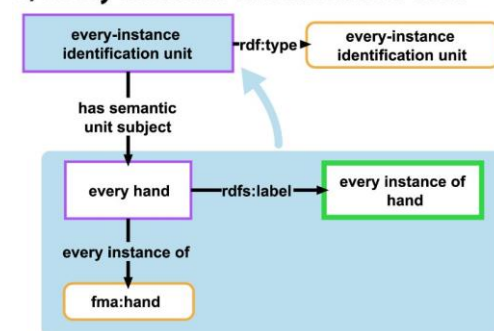 every-instance
identification unit
rdf:type
every-instance
identification unit
has semantic
unit subject
every hand
rdfs:label
every instance of
hand
every instance of
fma:hand